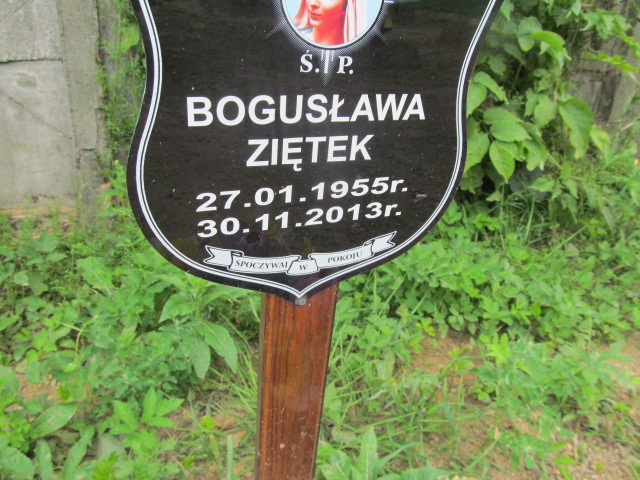 Ś. P.
BOGUSŁAWA
ZIĘTEK
27.01.1955r.
30.11.2013r.
SPOCZYWAJ W POKOJU